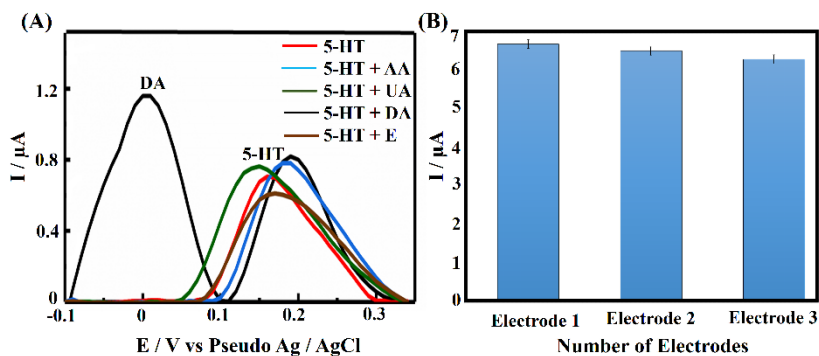 (A)
I / µA
1.2
0.8
0.4
0
-0.1
0
0.1
0.2
0.3
E / V vs Pseudo Ag / AgCl
DA
5-HT
5-HT
5-HT + AA
5-HT + UA
5-HT + DA
5-HT + E
(B)
I / µA
7
6
5
4
3
2
1
0
Electrode 1
Electrode 2
Electrode 3
Number of Electrodes